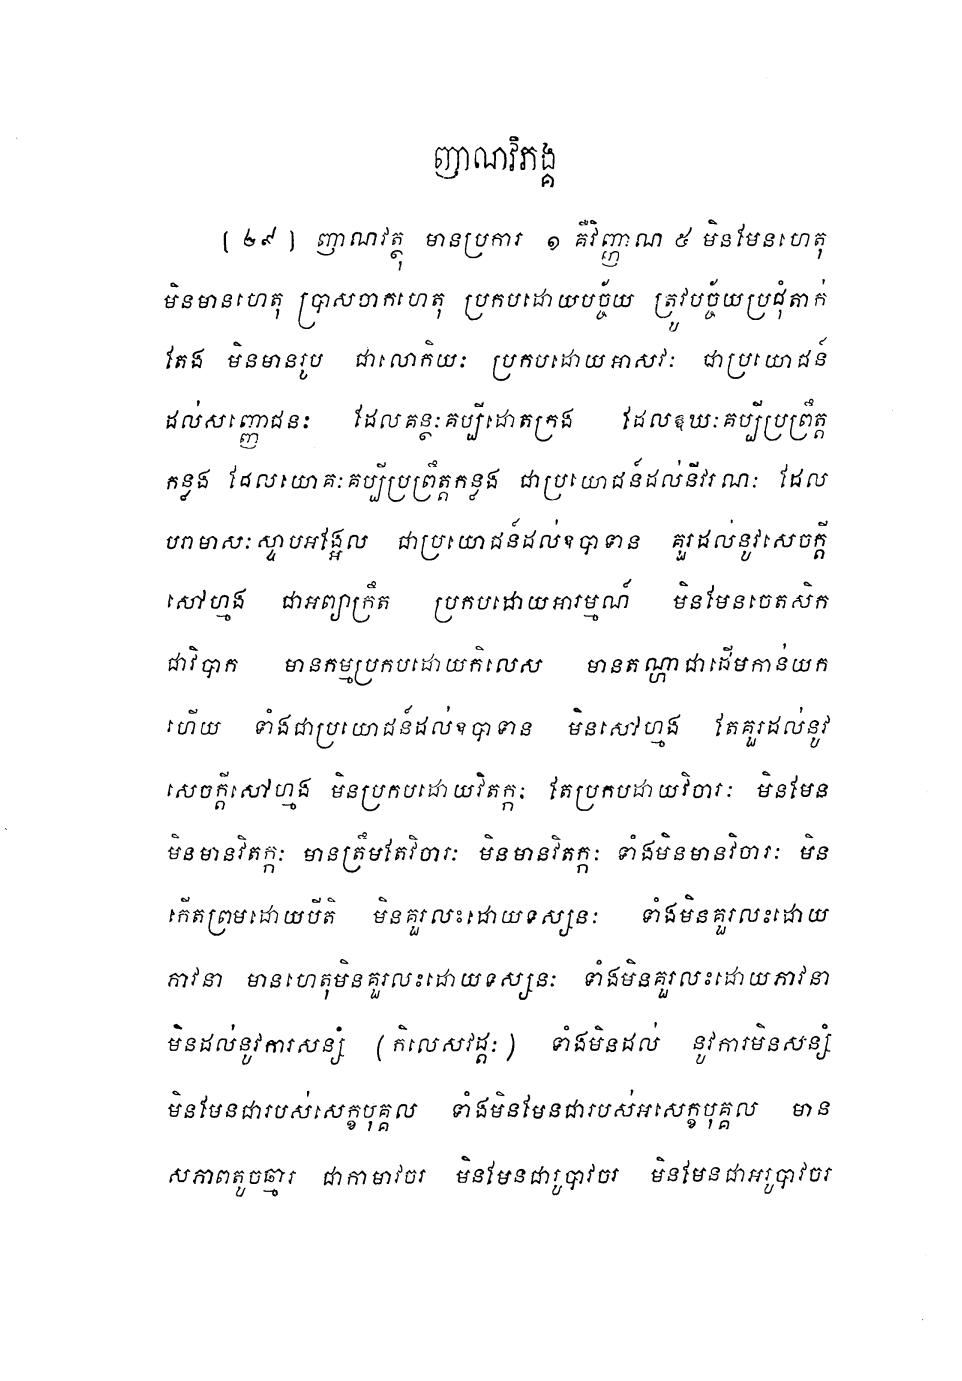 ញាណវិភង្គ
( ២៩ ) ញាណវត្ថុ មានប្រការ ១ គឺវិញ្ញាណ ៥ មិនមែនហេតុ
មិនមានហេតុ ប្រាសចាកហេតុ ប្រកបដោយបច្ច័យ ត្រូវបច្ច័យប្រជុំតាក់
តែង មិនមានរូប ជាលោកិយៈ ប្រកបដោយអាសវៈ ជាប្រយោជន៍
ដល់សញ្ញោជនៈ ដែលគន្ថៈគប្បីដោតក្រង ដែលឱឃៈគប្បីប្រព្រឹត្ត
កន្លង ដែលយោគៈគប្បីប្រព្រឹត្តកន្លង ជាប្រយោជន៍ដល់នីវរណៈ ដែល
បរាមាសៈស្ទាបអង្អែល ជាប្រយោជន៍ដល់ឧបាទាន គួរដល់នូវសេចក្តី
សៅហ្មង ជាអព្យាក្រឹត ប្រកបដោយអារម្មណ៍ មិនមែនចេតសិក
ជាវិបាក មានកម្មប្រកបដោយកិលេស មានតណ្ហាជាដើមកាន់យក
ហើយ ទាំងជាប្រយោជន៍ដល់ឧបាទាន មិនសៅហ្មង តែគួរដល់នូវ
សេចក្តីសៅហ្មង មិនប្រកបដោយវិតក្កៈ តែប្រកបដោយវិចារៈ មិនមែន
មិនមានវិតក្កៈ មានត្រឹមតែវិចារៈ មិនមានវិតក្កៈ ទាំងមិនមានវិចារៈ មិន
កើតព្រមដោយបីតិ មិនគួរលះដោយទស្សនៈ ទាំងមិនគួរលះដោយ
ភាវនា មានហេតុមិនគួរលះដោយទស្សនៈ ទាំងមិនគួរលះដោយភាវនា
មិនដល់នូវការសន្សំ (កិលេសវដ្តៈ) ទាំងមិនដល់ នូវការមិនសន្សំ
មិនមែនជារបស់សេក្ខបុគ្គល ទាំងមិនមែនជារបស់អសេក្ខបុគ្គល មាន
សភាពតូចឆ្មារ ជាកាមាវចរ មិនមែនជារូបាវចរ មិនមែនជាអរូបាវចរ